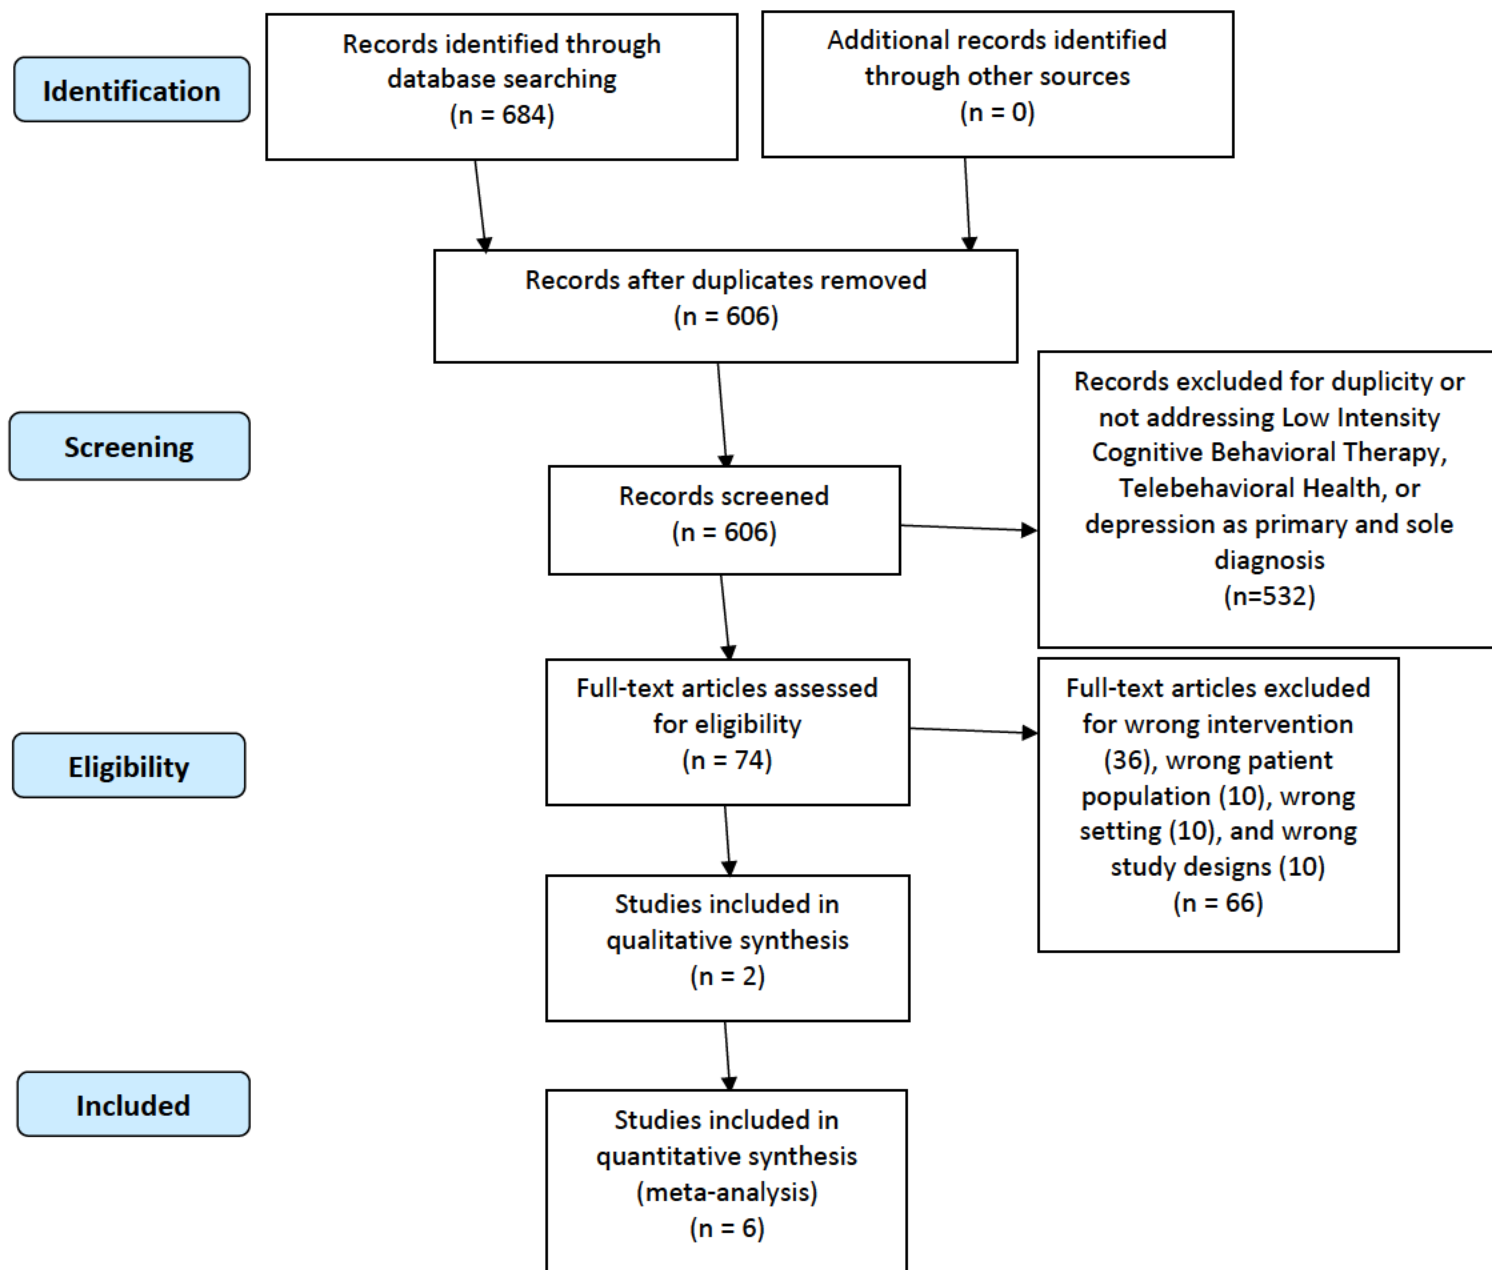 Identification
Records identified through
database searching
(n = 684)
Additional records identified
through other sources
(n = 0)
Records after duplicates removed
(n = 606)
Screening
Records screened
(n = 606)
Records excluded for duplicity or
not addressing Low Intensity
Cognitive Behavioral Therapy,
Telebehavioral Health, or
depression as primary and sole
diagnosis
(n=532)
Eligibility
Full-text articles assessed
for eligibility
(n = 74)
Full-text articles excluded
for wrong intervention
(36), wrong patient
population (10), wrong
setting (10), and wrong
study designs (10)
(n = 66)
Studies included in
qualitative synthesis
(n = 2)
Included
Studies included in
quantitative synthesis
(meta-analysis)
(n = 6)